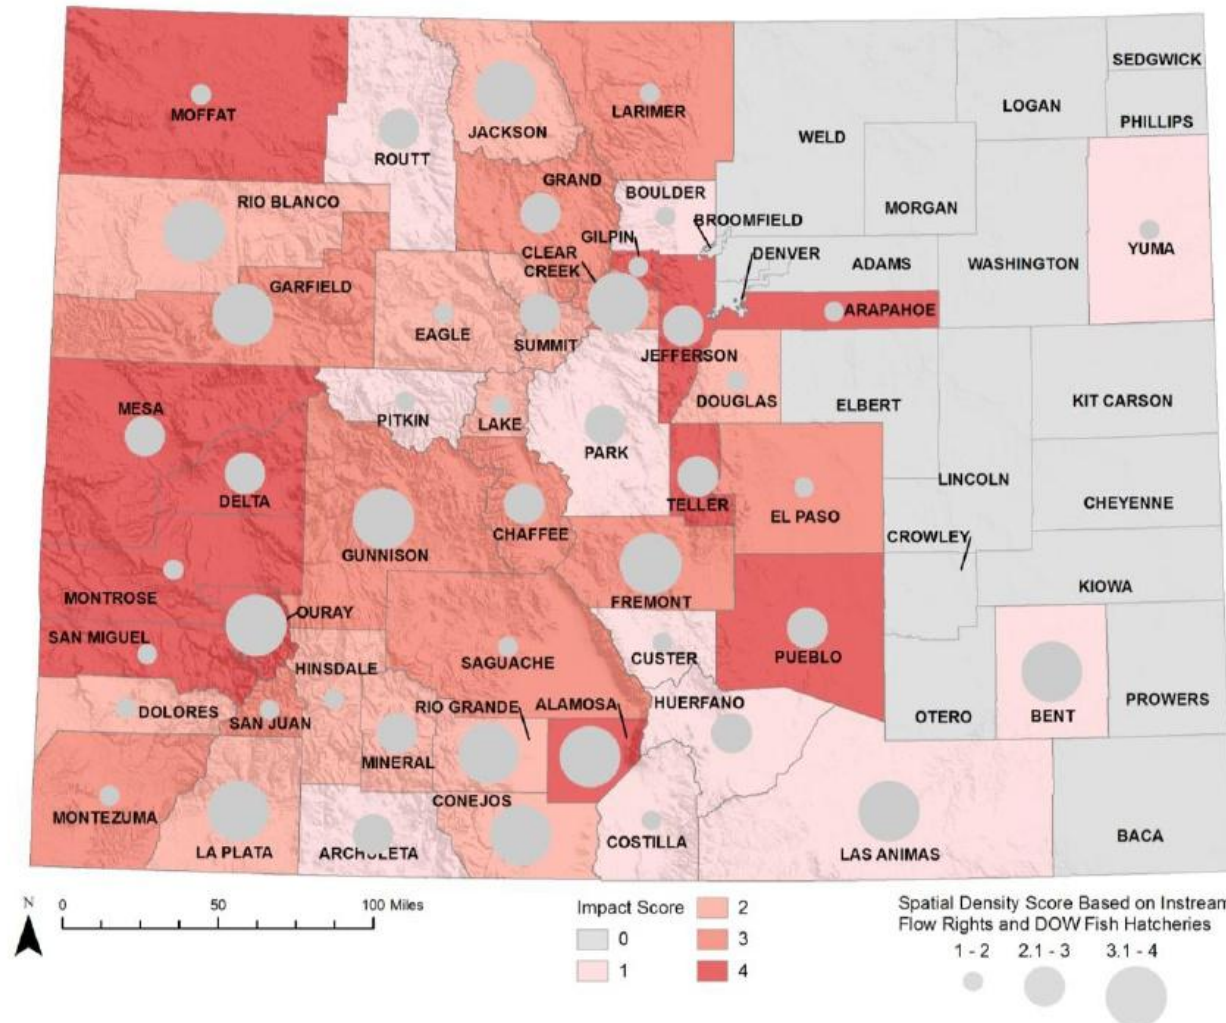 SEDGWICK
LOGAN
MOFFAT
LARIMER
PHILLIPS
JACKSON
WELD
ROUTT
GRAND
BOULDER
RIO BLANCO
MORGAN
BROOMFIELD
GILPIN
YUMA
CLEAR
CREEK
DENVER
ADAMS
WASHINGTON
GARFIELD
ARAPAHOE
EAGLE
SUMMIT
JEFFERSON
DOUGLAS
KIT CARSON
MESA
PITKIN
LAKE
ELBERT
PARK
LINCOLN
DELTA
TELLER
CHEYENNE
EL PASO
CHAFFEE
CROWLEY
GUNNISON
KIOWA
MONTROSE
FREMONT
OURAY
SAN MIGUEL
CUSTER
PUEBLO
SAGUACHE
HINSDALE
PROWERS
HUERFANO
RIO GRANDE
ALAMOSA
DOLORES
SAN JUAN
OTERO
BENT
MINERAL
CONEJOS
MONTEZUMA
BACA
COSTILLA
LA PLATA
ARCHULETA
LAS ANIMAS
N
0 50 100 Miles
Impact Score
0
1
2
3
4
Spatial Density Score Based on Instream
Flow Rights and DOW Fish Hatcheries
1 - 2 2.1 - 3 3.1 - 4